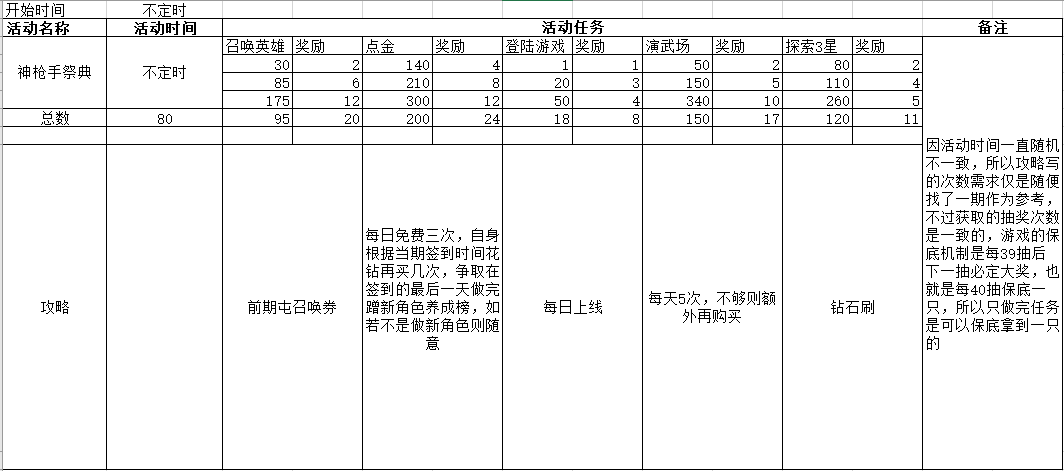 开始时间 不定时
活动名称 活动时间 活动任务 备注
召唤英雄 奖励 点金 奖励 登陆游戏 奖励 演武场 奖励 探索3星 奖励
神枪手祭典 不定时
30 2 140 4 1 1 50 2 80 2
85 6 210 8 20 3 150 5 110 4
175 12 300 12 50 4 340 10 260 5
总数 80 95 20 200 24 18 8 150 17 120 11
攻略
前期屯召唤券
每日免费三次，自身
根据当期签到时间花
钻再买几次，争取在
签到的最后一天做完
蹭新角色养成榜，如
若不是做新角色则随
意
每日上线
每天5次，不够则额
外再购买
钻石刷
因活动时间一直随机
不一致，所以攻略写
的次数需求仅是随便
找了一期作为参考，
不过获取的抽奖次数
是一致的，游戏的保
底机制是每39抽后
下一抽必定大奖，也
就是每40抽保底一
只，所以只做完任务
是可以保底拿到一只
的